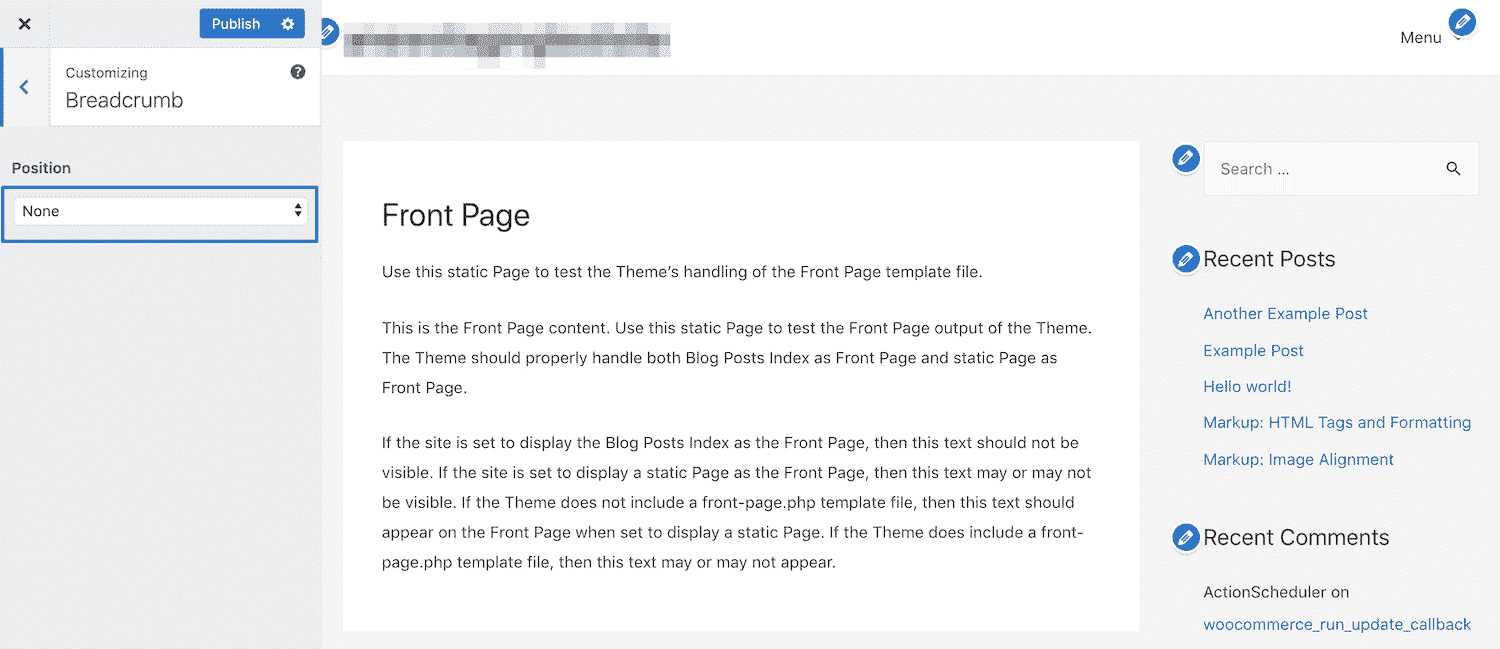 Publish
Customizing
Breadcrumb
Position
None
Menu
Front Page
Use this static Page to test the Theme’s handling of the Front Page template file.
This is the Front Page content. Use this static Page to test the Front Page output of the Theme.
The Theme should properly handle both Blog Posts Index as Front Page and static Page as
Front Page.
If the site is set to display the Blog Posts Index as the Front Page, then this text should not be
visible. If the site is set to display a static Page as the Front Page, then this text may or may not
be visible. If the Theme does not include a front-page.php template file, then this text should
appear on the Front Page when set to display a static Page. If the Theme does include a front-
page.php template file, then this text may or may not appear.
Search ...
Recent Posts
Another Example Post
Example Post
Hello world!
Markup: HTML Tags and Formatting
Markup: Image Alignment
Recent Comments
ActionScheduler on
woocommerce_run_update_callback